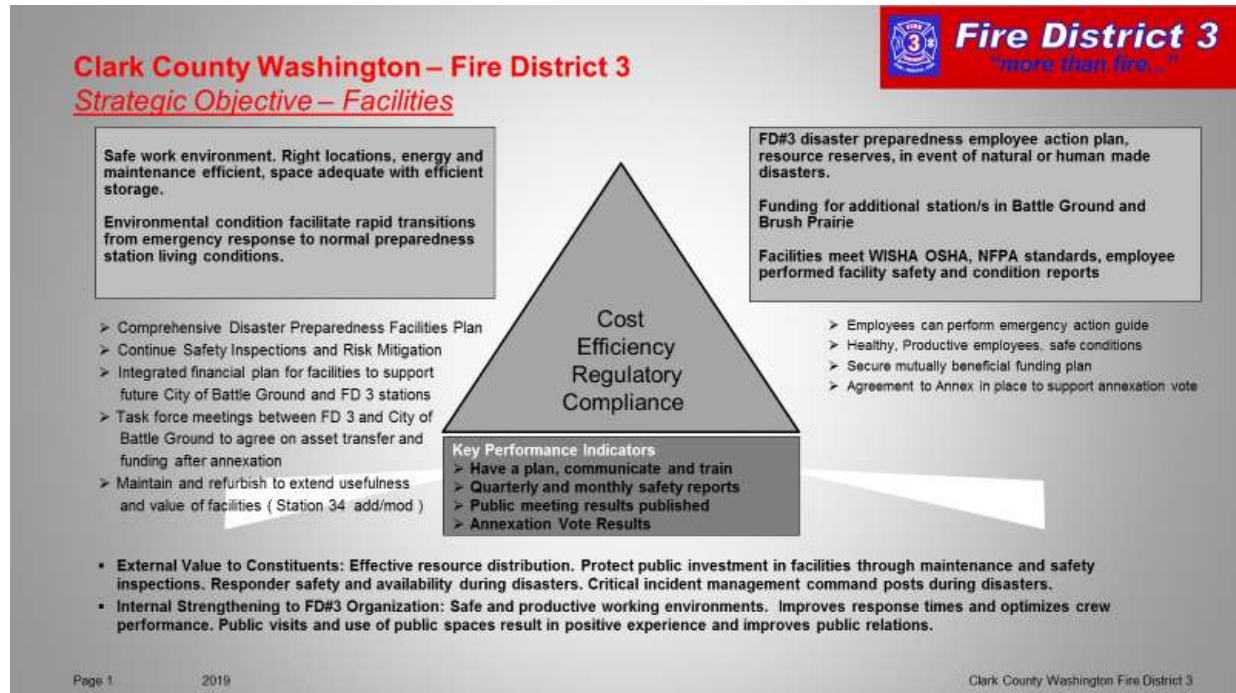 Fire District 3
"more than fire..."
FIRE
3
Clark County Washington – Fire District 3
Strategic Objective – Facilities
Safe work environment. Right locations, energy and
maintenance efficient, space adequate with efficient
storage.
Environmental condition facilitate rapid transitions
from emergency response to normal preparedness
station living conditions.
FD#3 disaster preparedness employee action plan,
resource reserves, in event of natural or human made
disasters.
Funding for additional station/s in Battle Ground and
Brush Prairie
Facilities meet WISHA OSHA, NFPA standards, employee
performed facility safety and condition reports
➢ Comprehensive Disaster Preparedness Facilities Plan
➢ Continue Safety Inspections and Risk Mitigation
➢ Integrated financial plan for facilities to support
future City of Battle Ground and FD 3 stations
➢ Task force meetings between FD 3 and City of
Battle Ground to agree on asset transfer and
funding after annexation
➢ Maintain and refurbish to extend usefulness
and value of facilities ( Station 34 add/mod )
Cost
Efficiency
Regulatory
Compliance
➢ Employees can perform emergency action guide
➢ Healthy, Productive employees, safe conditions
➢ Secure mutually beneficial funding plan
➢ Agreement to Annex in place to support annexation vote
Key Performance Indicators
➢ Have a plan, communicate and train
➢ Quarterly and monthly safety reports
➢ Public meeting results published
➢ Annexation Vote Results
▪ External Value to Constituents: Effective resource distribution. Protect public investment in facilities through maintenance and safety
inspections. Responder safety and availability during disasters. Critical incident management command posts during disasters.
▪ Internal Strengthening to FD#3 Organization: Safe and productive working environments. Improves response times and optimizes crew
performance. Public visits and use of public spaces result in positive experience and improves public relations.
Page 1
2019
Clark County Washington Fire District 3